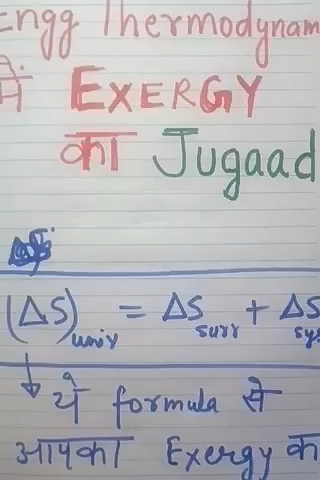 Engg Thermodynam
में EXERGY
का Jugaad
(ΔS)univ = ΔSsurr + ΔSsys
↓ ये formula से
आपका Exergy क